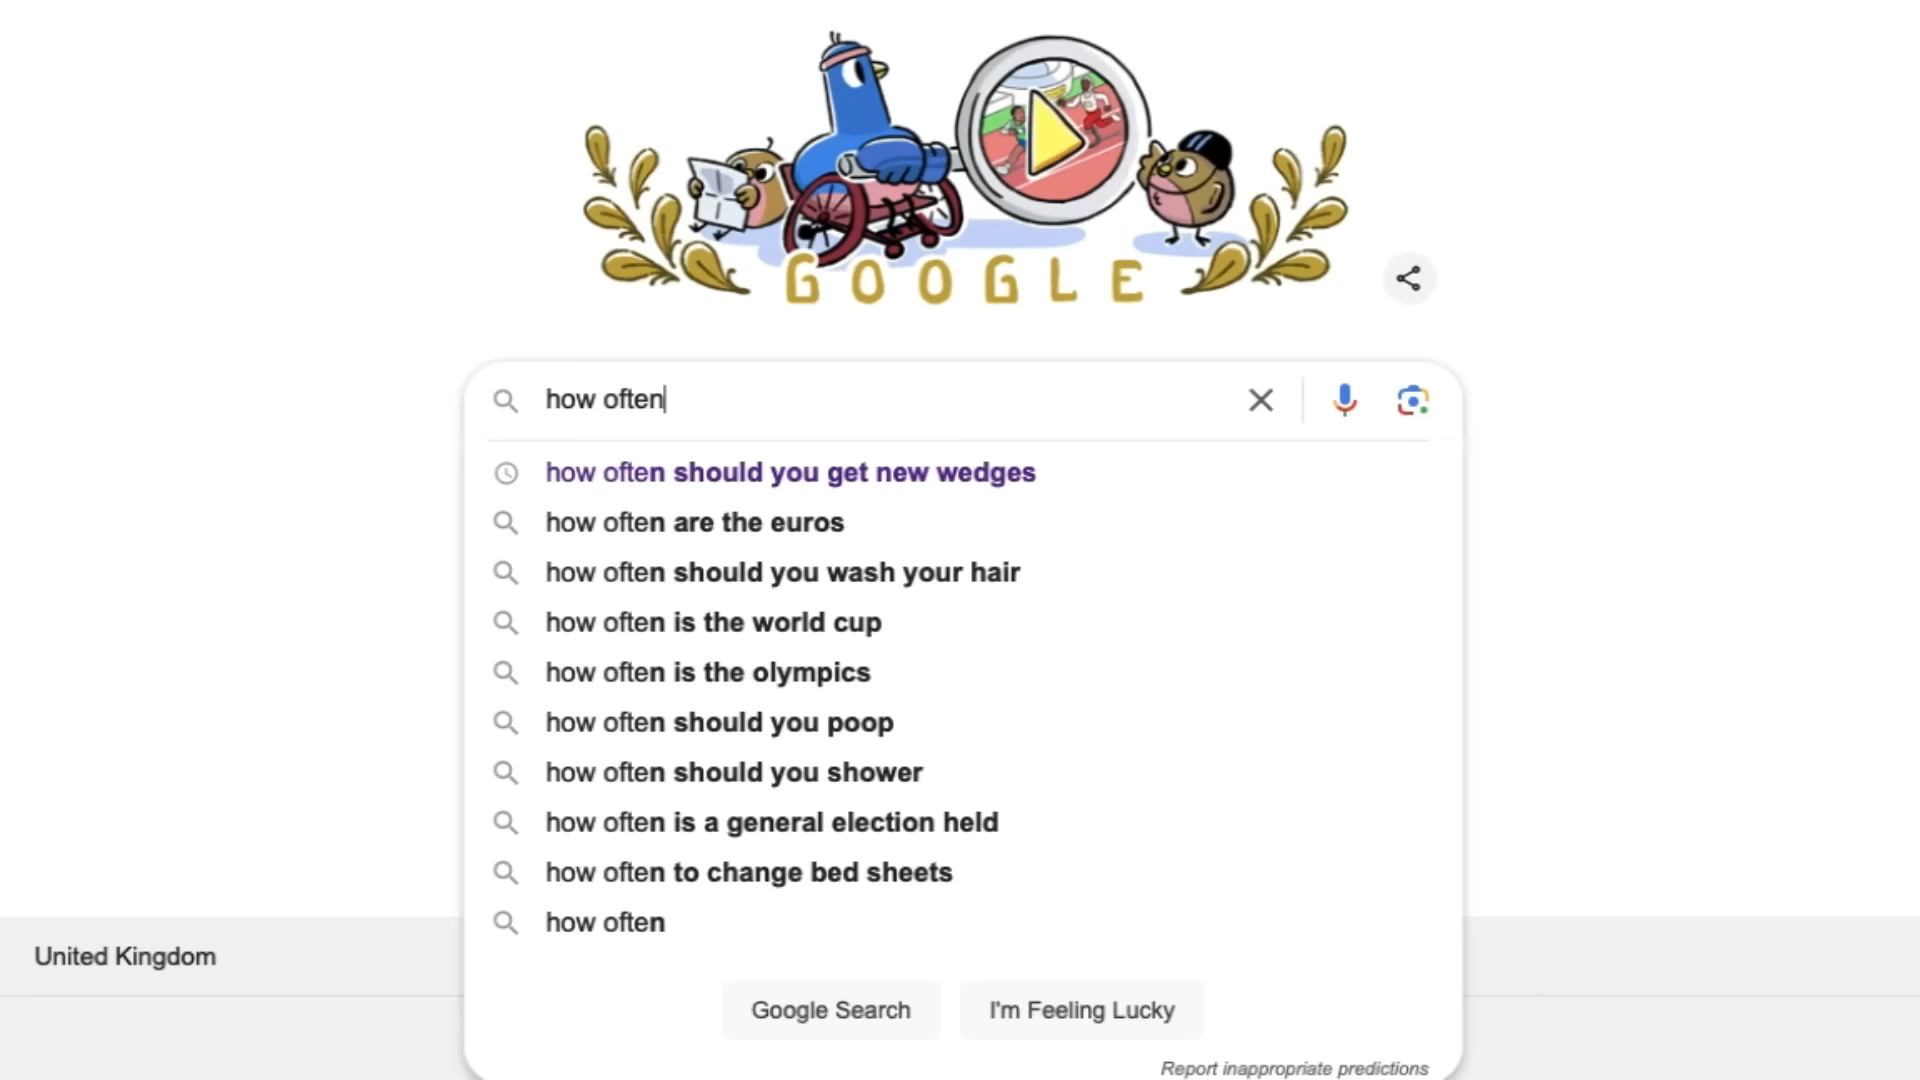 GOOGLE
how often
how often should you get new wedges
how often are the euros
how often should you wash your hair
how often is the world cup
how often is the olympics
how often should you poop
how often should you shower
how often is a general election held
how often to change bed sheets
how often
United Kingdom
Google Search
I'm Feeling Lucky
Report inappropriate predictions